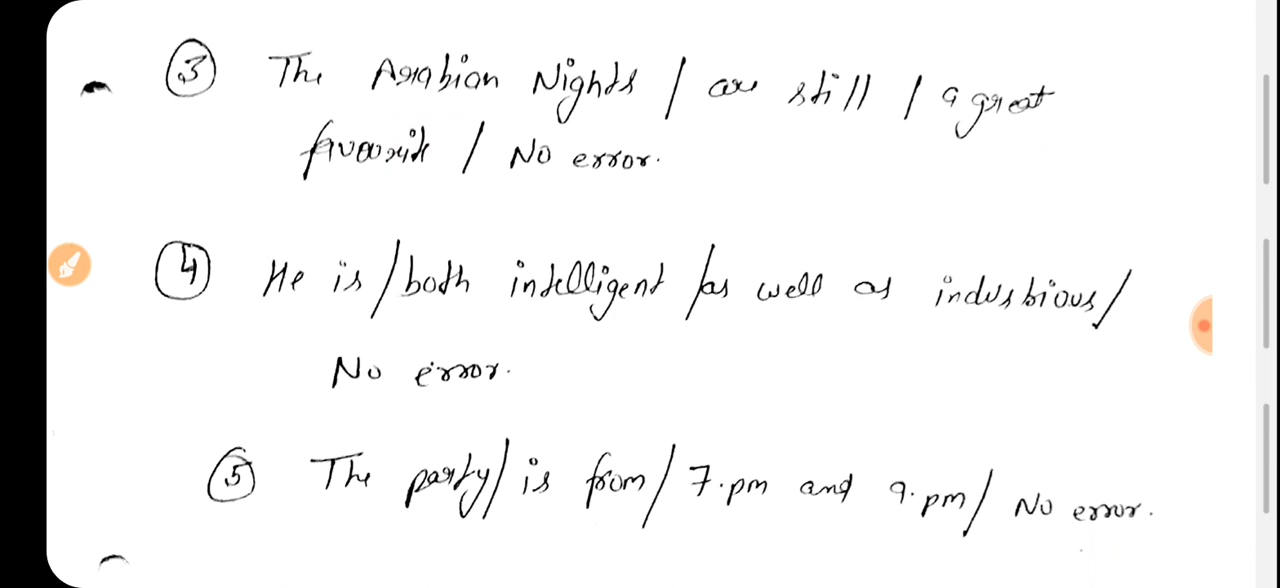 ③ The Arabian Nights / are still / a great
favourite / No error.
④ He is / both intelligent / as well as industrious /
No error.
⑤ The party / is from / 7.pm and 9.pm / No error.